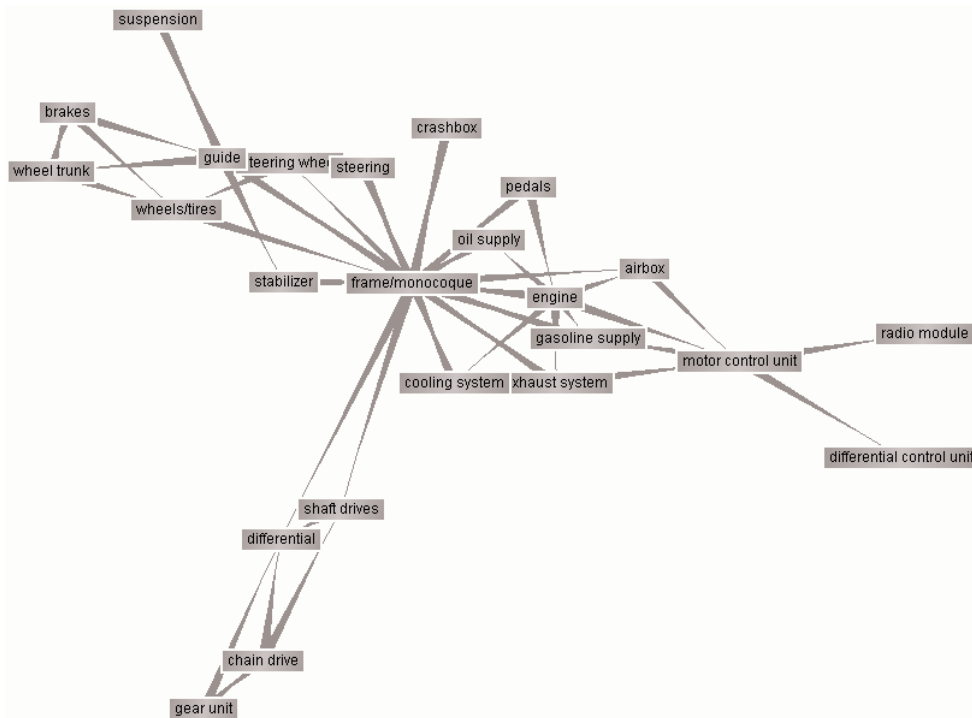 suspension
brakes
crashbox
wheel trunk
guide
teering whee
steering
pedals
wheels/tires
oil supply
airbox
stabilizer
frame/monocoque
engine
radio module
gasoline supply
motor control unit
cooling system
xhaust system
differential control unit
shaft drives
differential
chain drive
gear unit